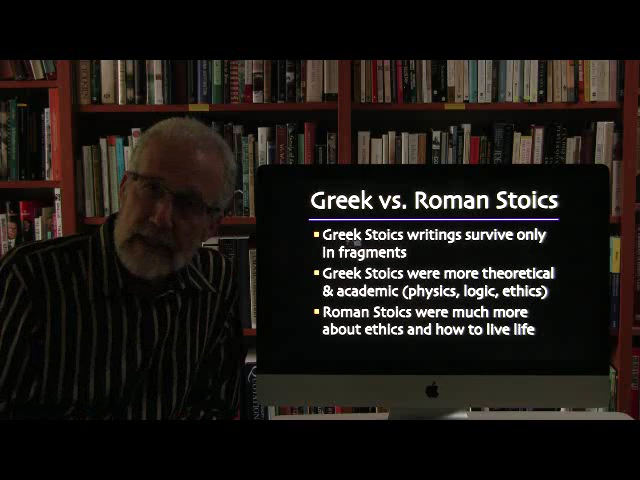 Greek vs. Roman Stoics
▪ Greek Stoics writings survive only
in fragments
▪ Greek Stoics were more theoretical
& academic (physics, logic, ethics)
▪ Roman Stoics were much more
about ethics and how to live life